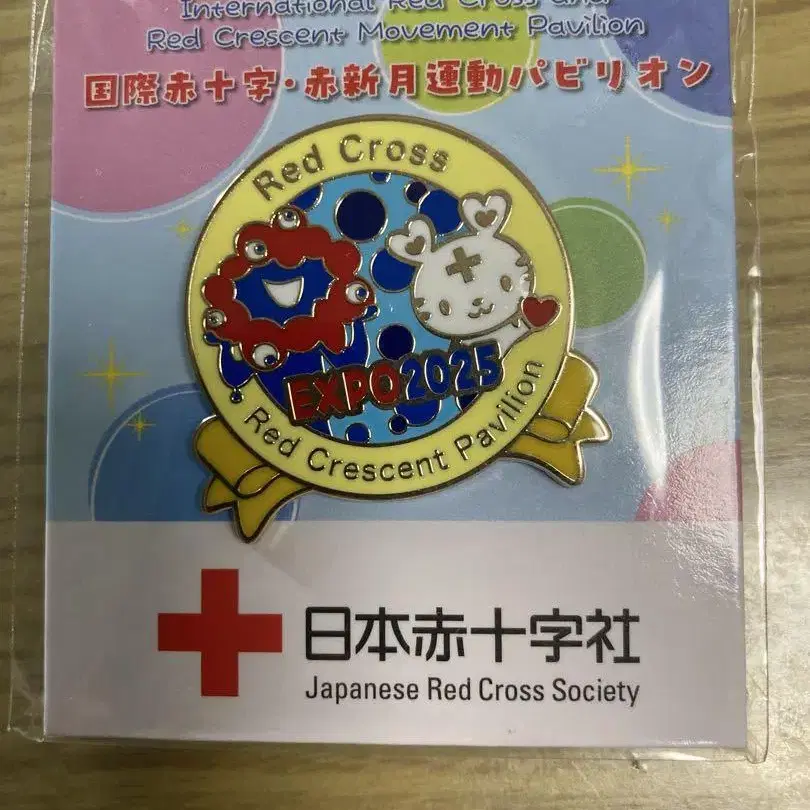 International Red Cross and
Red Crescent Movement Pavilion
国際赤十字・赤新月運動パビリオン
Red Cross
EXPO2025
Red Crescent Pavilion
日本赤十字社
Japanese Red Cross Society